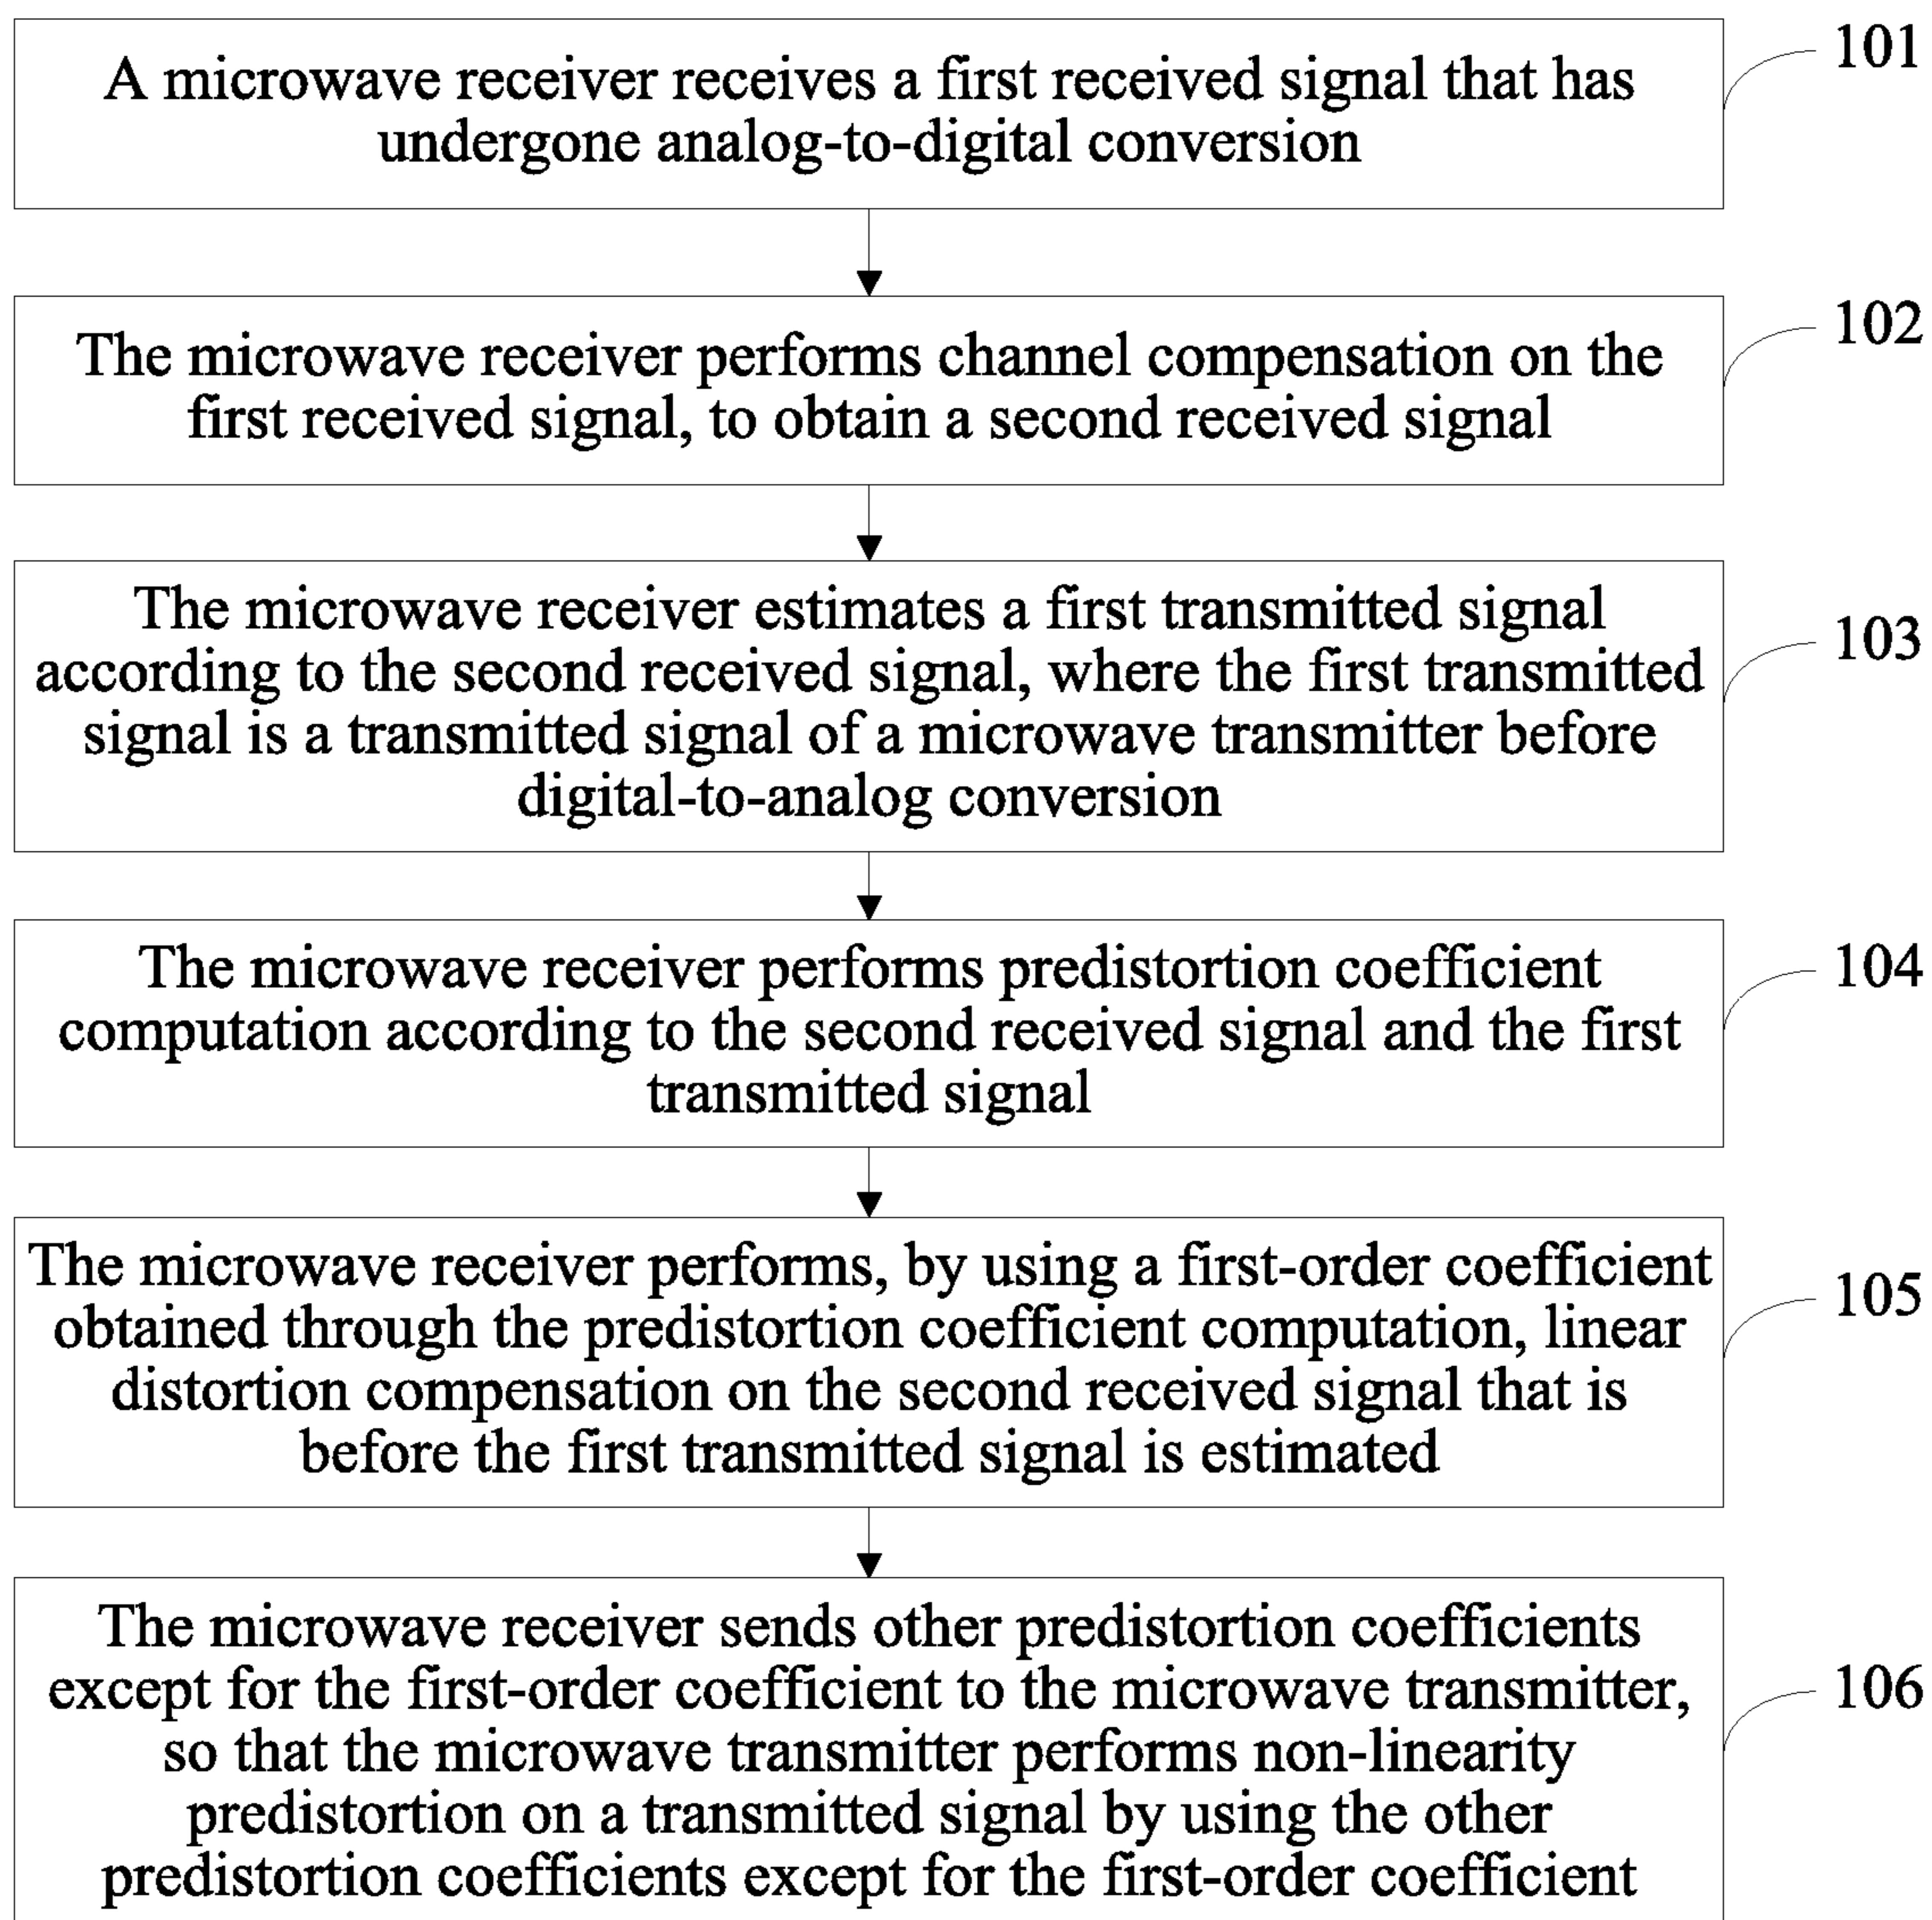 A microwave receiver receives a first received signal that has
undergone analog-to-digital conversion
101
The microwave receiver performs channel compensation on the
first received signal, to obtain a second received signal
102
The microwave receiver estimates a first transmitted signal
according to the second received signal, where the first transmitted
signal is a transmitted signal of a microwave transmitter before
digital-to-analog conversion
103
The microwave receiver performs predistortion coefficient
computation according to the second received signal and the first
transmitted signal
104
The microwave receiver performs, by using a first-order coefficient
obtained through the predistortion coefficient computation, linear
distortion compensation on the second received signal that is
before the first transmitted signal is estimated
105
The microwave receiver sends other predistortion coefficients
except for the first-order coefficient to the microwave transmitter,
so that the microwave transmitter performs non-linearity
predistortion on a transmitted signal by using the other
predistortion coefficients except for the first-order coefficient
106